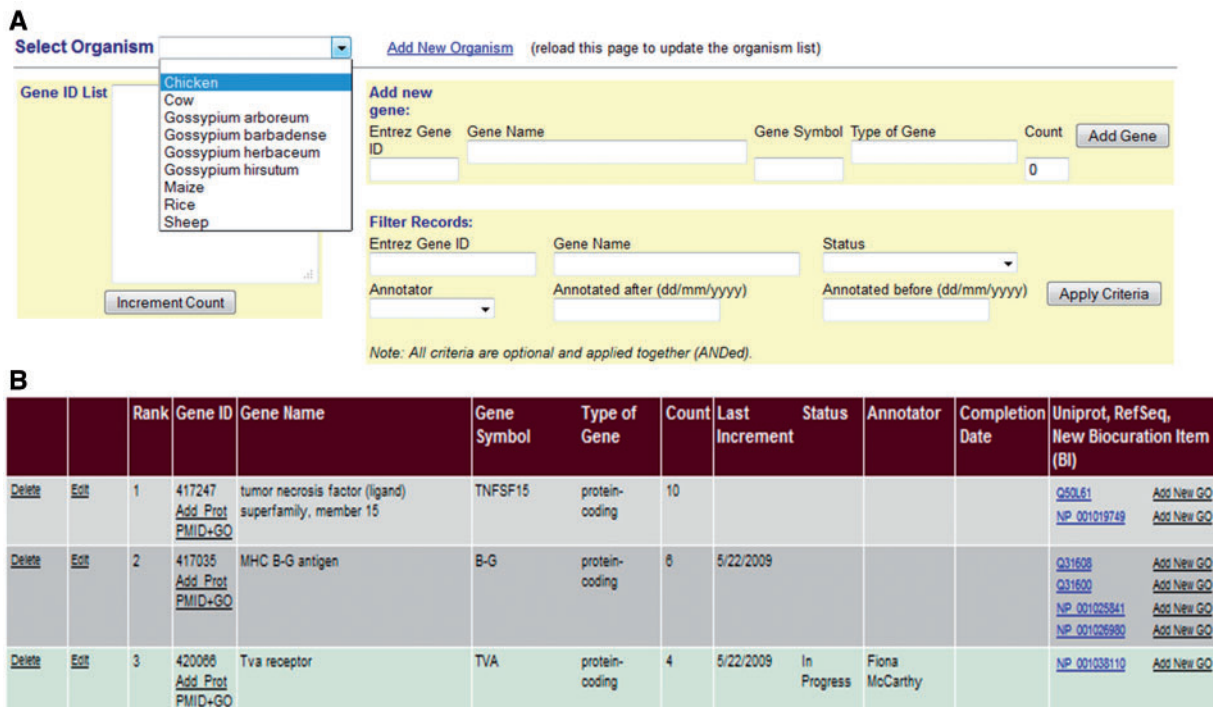 A
Select Organism
Add New Organism (reload this page to update the organism list)
Gene ID List
Chicken
Cow
Gossypium arboreum
Gossypium barbadense
Gossypium herbaceum
Gossypium hirsutum
Maize
Rice
Sheep
Increment Count
Add new
gene:
Entrez Gene
ID
Gene Name
Gene Symbol
Type of Gene
Count
0
Add Gene
Filter Records:
Entrez Gene ID
Gene Name
Status
Annotator
Annotated after (dd/mm/yyyy)
Annotated before (dd/mm/yyyy)
Apply Criteria
Note: All criteria are optional and applied together (ANDed).
B
Rank
Gene ID
Gene Name
Gene
Symbol
Type of
Gene
Count
Last
Increment
Status
Annotator
Completion
Date
Uniprot, RefSeq,
New Biocuration Item
(BI)
Delete
Edit
1
417247
Add Prot
PMID+GO
tumor necrosis factor (ligand)
superfamily, member 15
TNFSF15
protein-
coding
10
Q50L61 Add New GO
NP_001019749 Add New GO
Delete
Edit
2
417035
Add Prot
PMID+GO
MHC B-G antigen
B-G
protein-
coding
6
5/22/2009
Q31608 Add New GO
Q31600 Add New GO
NP_001025841 Add New GO
NP_001026980 Add New GO
Delete
Edit
3
420066
Add Prot
PMID+GO
Tva receptor
TVA
protein-
coding
4
5/22/2009
In
Progress
Fiona
McCarthy
NP_001038110 Add New GO